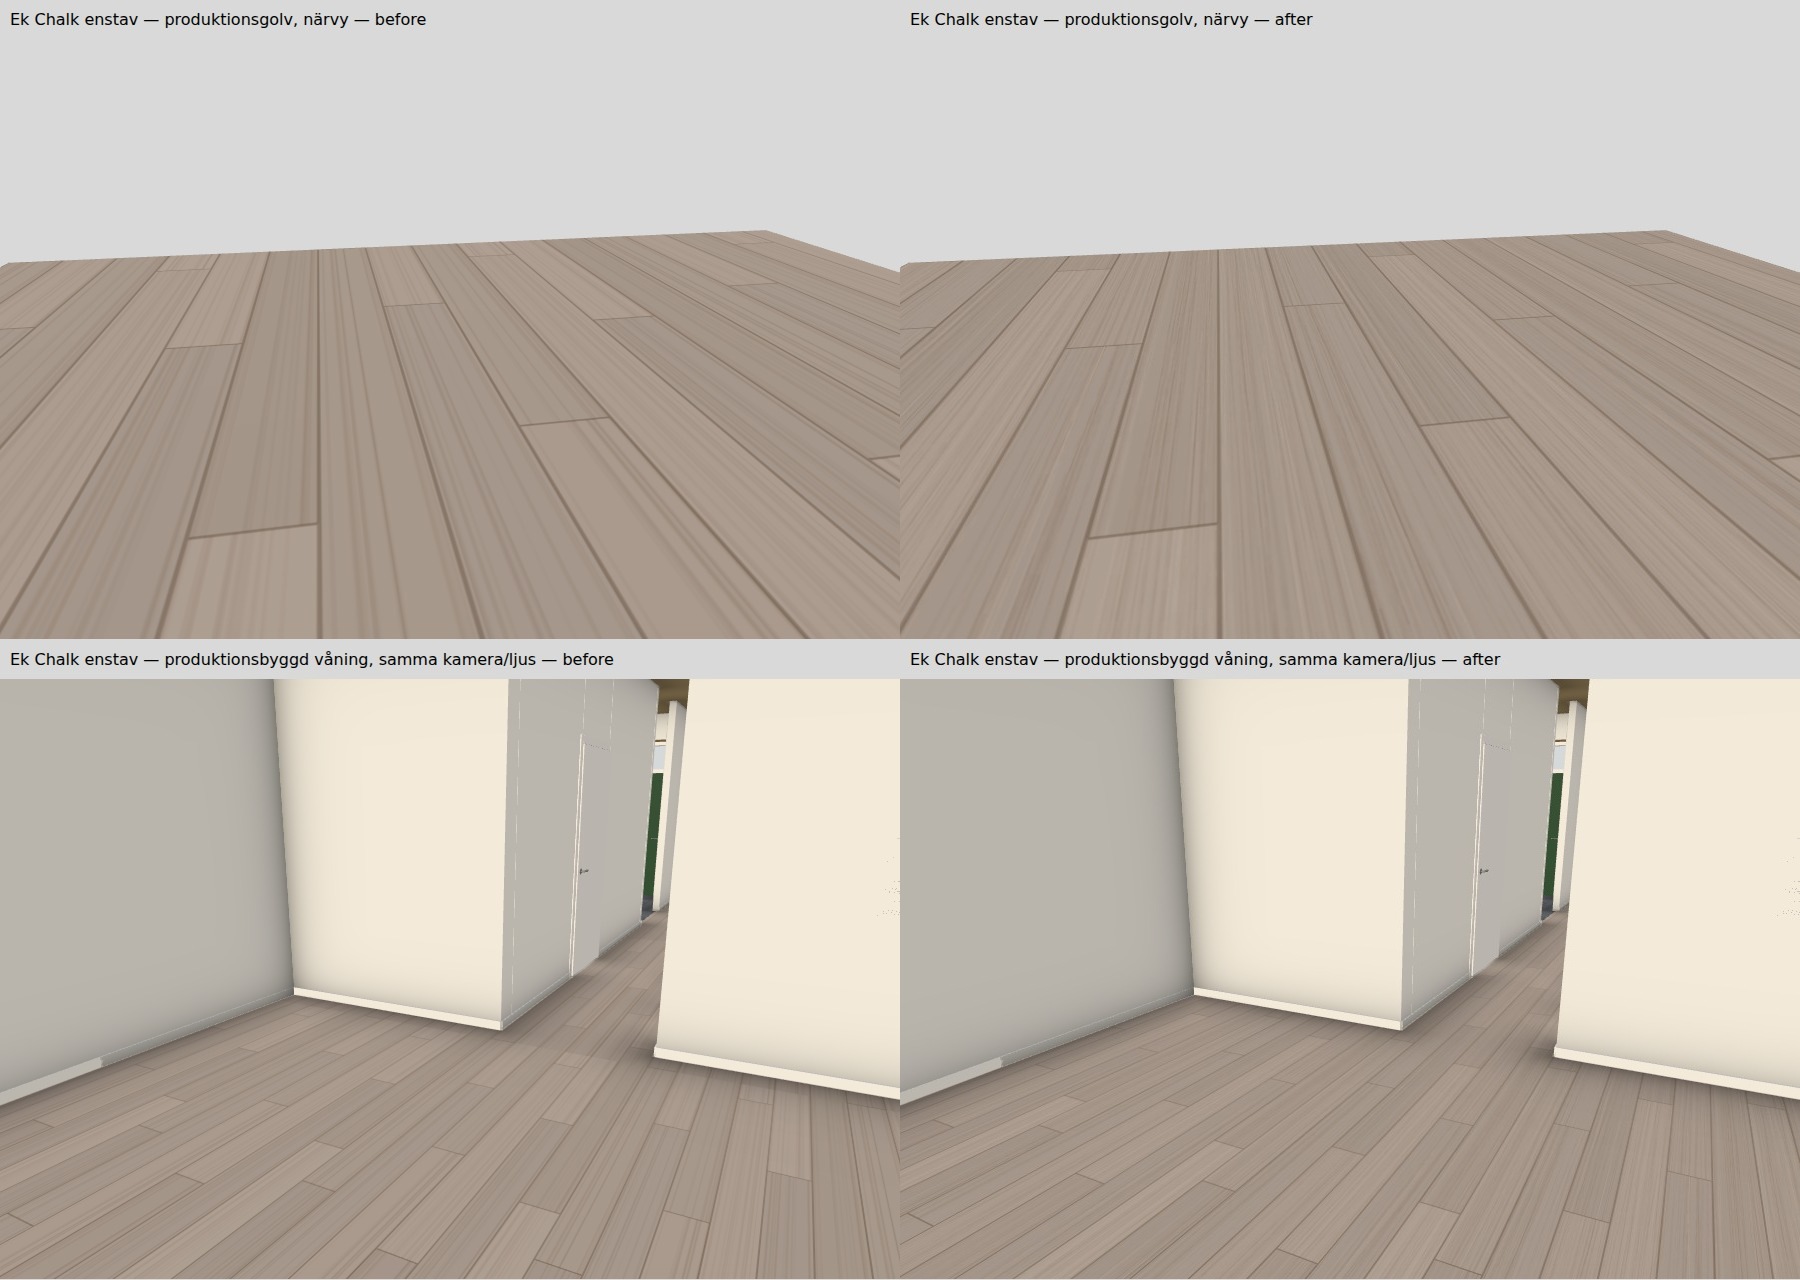 Ek Chalk enstav — produktionsgolv, närvy — before
Ek Chalk enstav — produktionsgolv, närvy — after
Ek Chalk enstav — produktionsbyggd våning, samma kamera/ljus — before
Ek Chalk enstav — produktionsbyggd våning, samma kamera/ljus — after